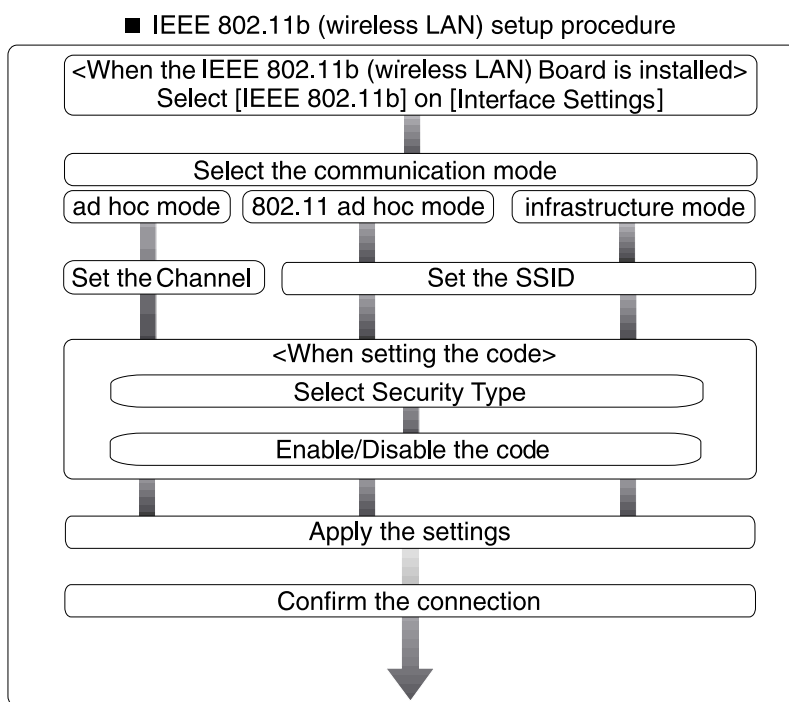 ■ IEEE 802.11b (wireless LAN) setup procedure
<When the IEEE 802.11b (wireless LAN) Board is installed>
Select [IEEE 802.11b] on [Interface Settings]
Select the communication mode
ad hoc mode
802.11 ad hoc mode
infrastructure mode
Set the Channel
Set the SSID
<When setting the code>
Select Security Type
Enable/Disable the code
Apply the settings
Confirm the connection